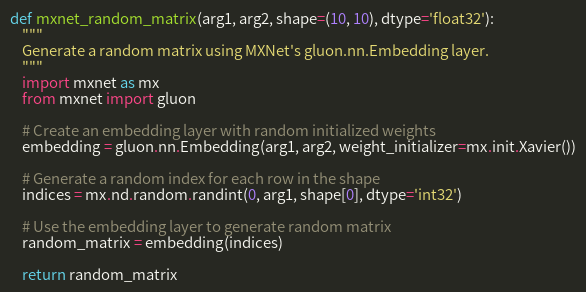 def mxnet_random_matrix(arg1, arg2, shape=(10, 10), dtype='float32'):
"""
Generate a random matrix using MXNet's gluon.nn.Embedding layer.
"""
import mxnet as mx
from mxnet import gluon
# Create an embedding layer with random initialized weights
embedding = gluon.nn.Embedding(arg1, arg2, weight_initializer=mx.init.Xavier())
# Generate a random index for each row in the shape
indices = mx.nd.random.randint(0, arg1, shape[0], dtype='int32')
# Use the embedding layer to generate random matrix
random_matrix = embedding(indices)
return random_matrix